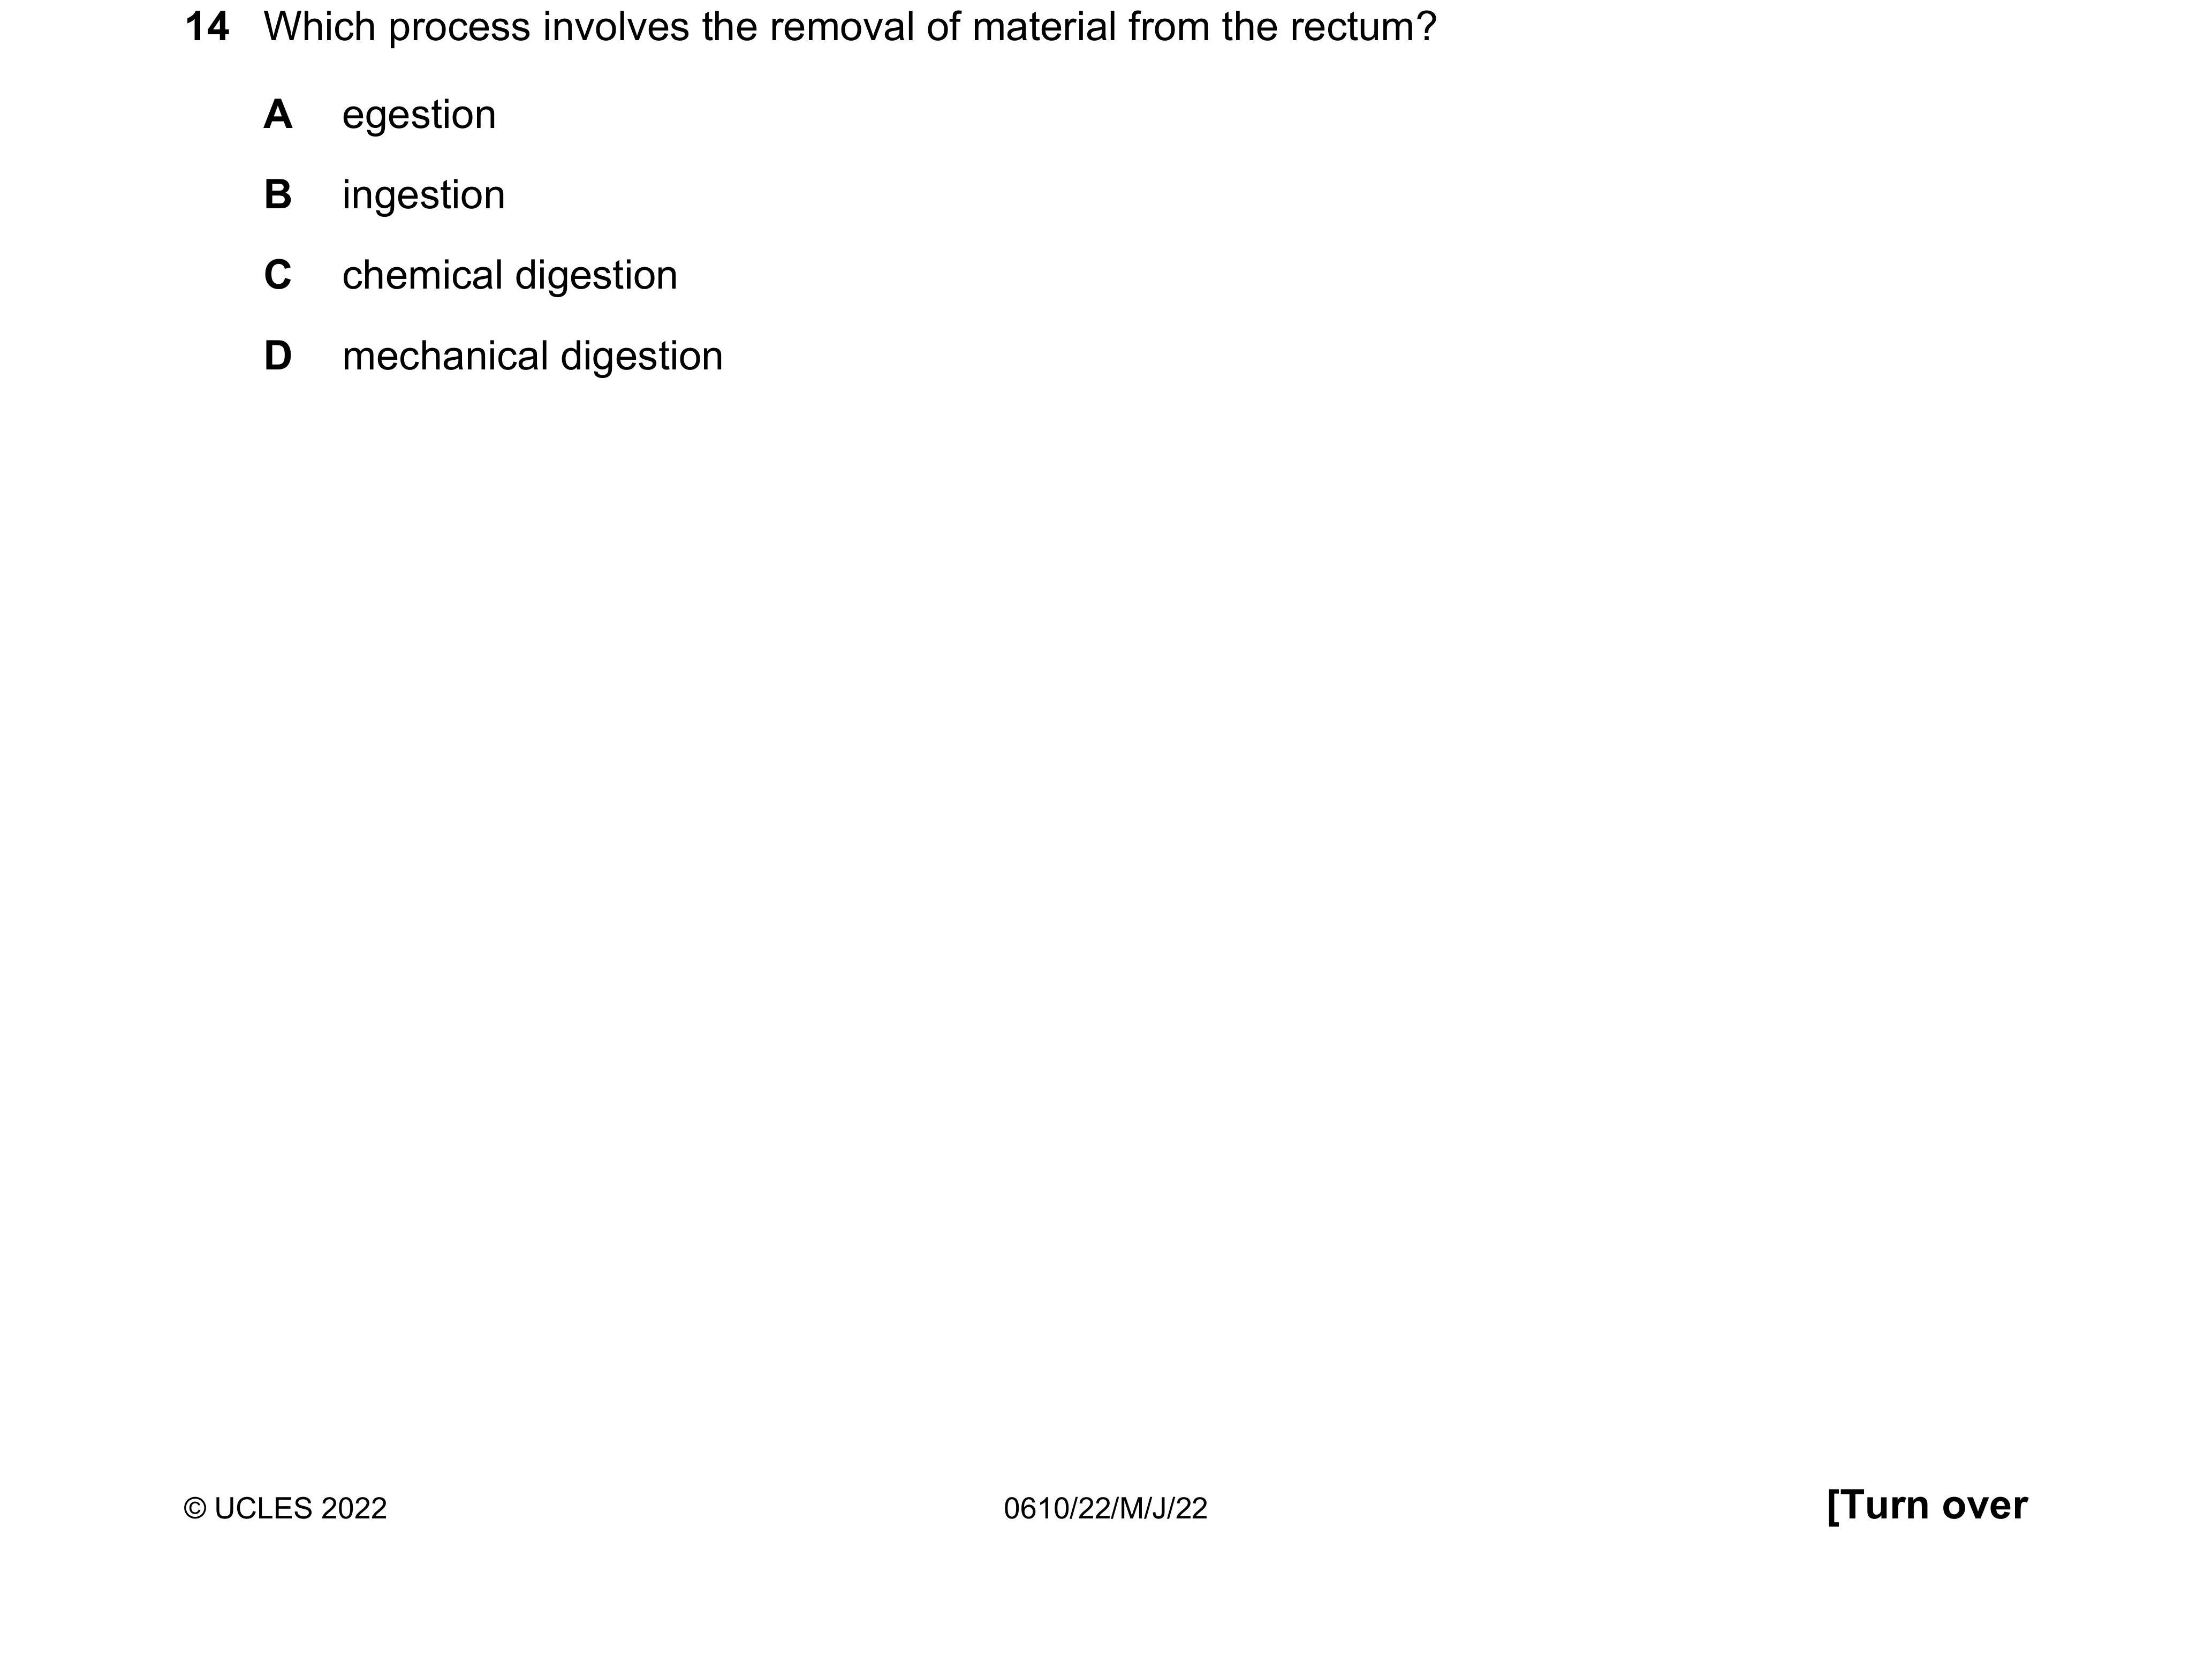 14 Which process involves the removal of material from the rectum?
A egestion
B ingestion
C chemical digestion
D mechanical digestion
© UCLES 2022 0610/22/M/J/22 [Turn over